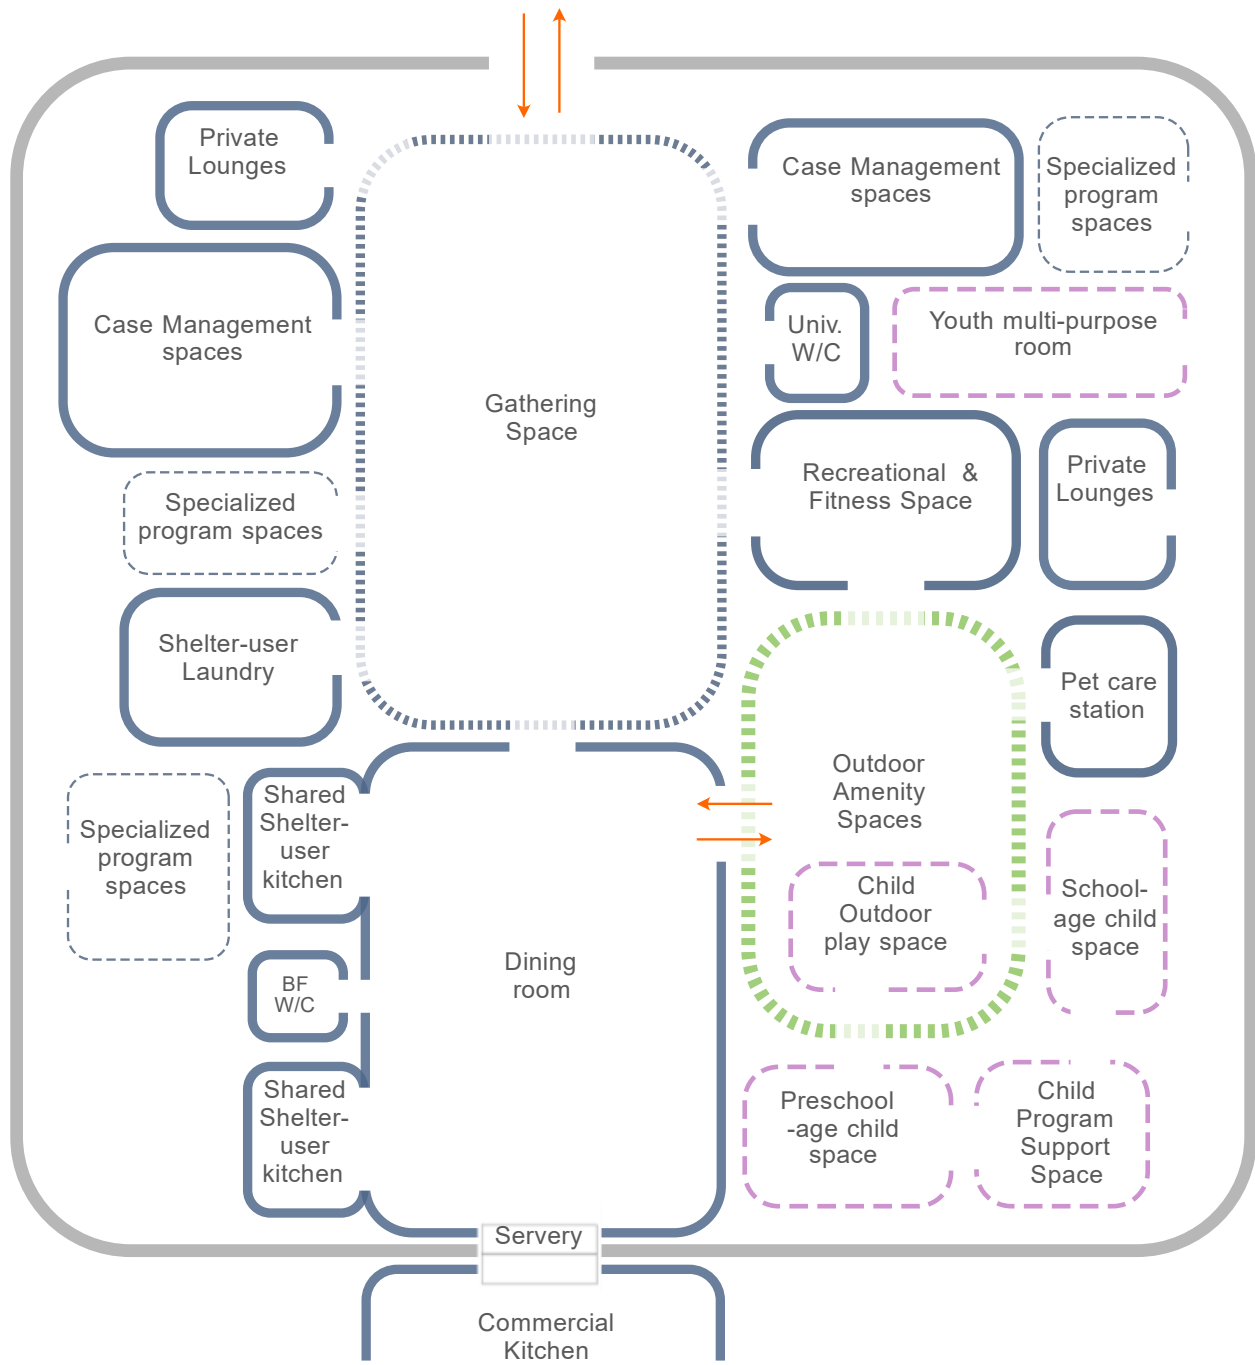 Private
Lounges
Case Management
spaces
Specialized
program
spaces
Case Management
spaces
Univ.
W/C
Youth multi-purpose
room
Gathering
Space
Specialized
program spaces
Recreational &
Fitness Space
Private
Lounges
Shelter-user
Laundry
Pet care
station
Shared
Shelter-
user
kitchen
Specialized
program
spaces
Outdoor
Amenity
Spaces
Child
Outdoor
play space
School-
age child
space
BF
W/C
Dining
room
Shared
Shelter-
user
kitchen
Preschool
-age child
space
Child
Program
Support
Space
Servery
Commercial
Kitchen